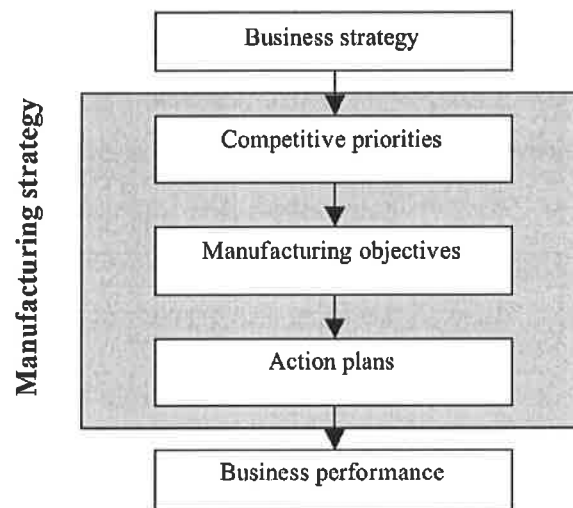 Business strategy
Manufacturing strategy
Competitive priorities
Manufacturing objectives
Action plans
Business performance